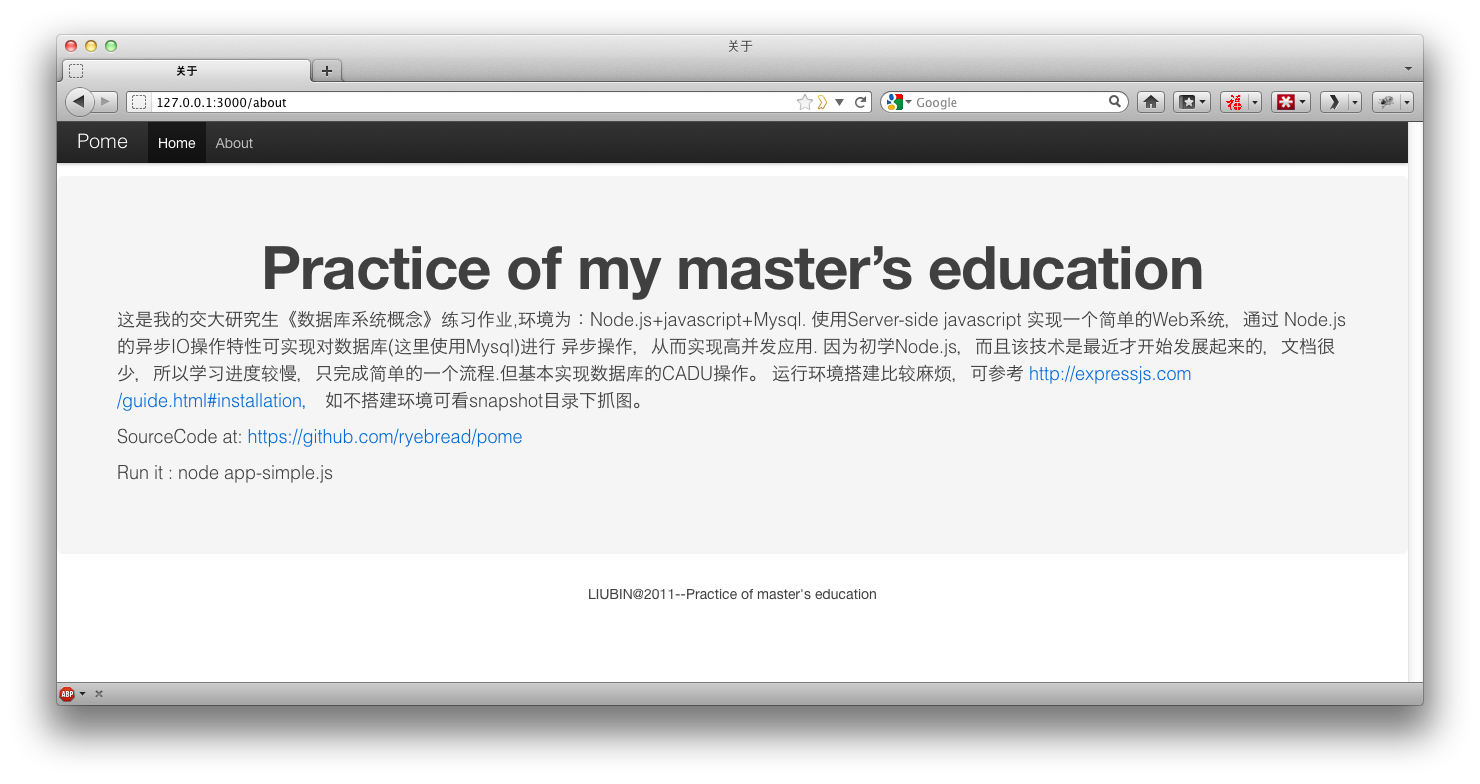 关于
关于
127.0.0.1:3000/about
Google
Pome Home About
Practice of my master’s education
这是我的交大研究生《数据库系统概念》练习作业,环境为：Node.js+javascript+Mysql. 使用Server-side javascript 实现一个简单的Web系统，通过 Node.js
的异步IO操作特性可实现对数据库(这里使用Mysql)进行 异步操作，从而实现高并发应用. 因为初学Node.js，而且该技术是最近才开始发展起来的，文档很
少，所以学习进度较慢，只完成简单的一个流程.但基本实现数据库的CADU操作。 运行环境搭建比较麻烦，可参考 http://expressjs.com
/guide.html#installation， 如不搭建环境可看snapshot目录下抓图。
SourceCode at: https://github.com/ryebread/pome
Run it : node app-simple.js
LIUBIN@2011--Practice of master's education
福
ABP